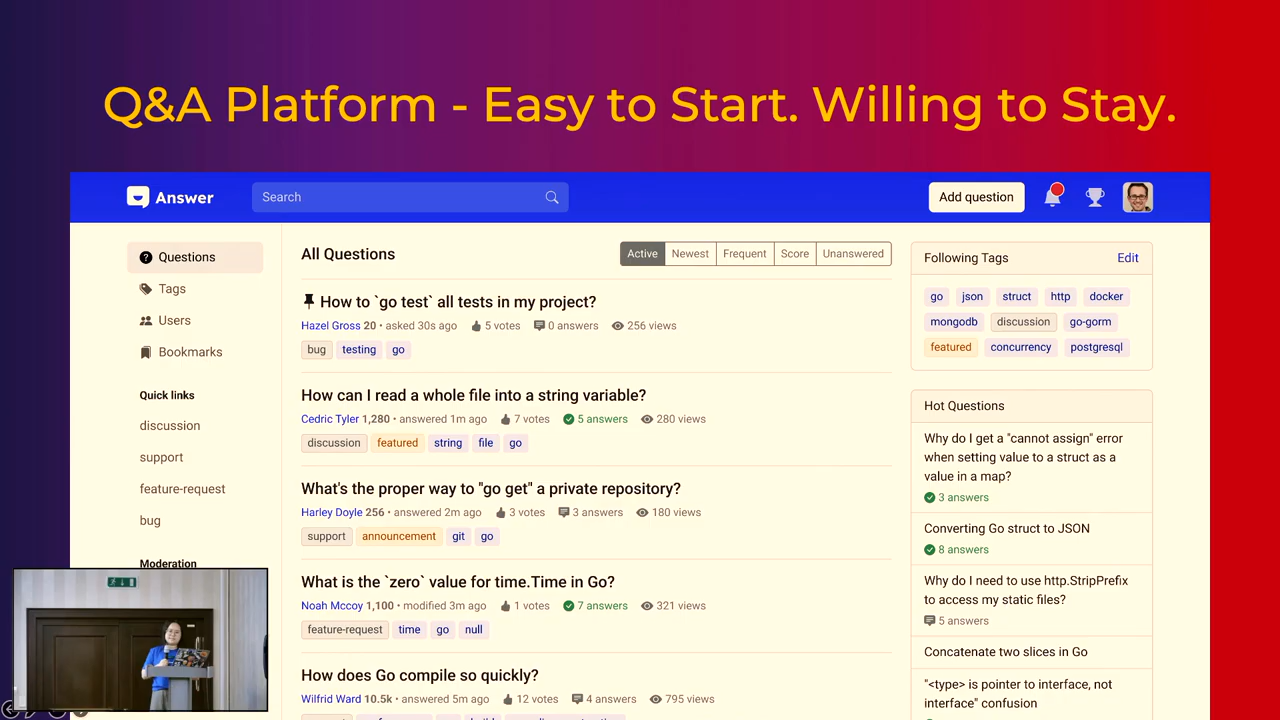 Q&A Platform - Easy to Start. Willing to Stay.
Answer
Search
Add question
Questions
Tags
Users
Bookmarks
Quick links
discussion
support
feature-request
bug
Moderation
All Questions
Active Newest Frequent Score Unanswered
How to `go test` all tests in my project?
Hazel Gross 20 • asked 30s ago 5 votes 0 answers 256 views
bug testing go
How can I read a whole file into a string variable?
Cedric Tyler 1,280 • answered 1m ago 7 votes 5 answers 280 views
discussion featured string file go
What's the proper way to "go get" a private repository?
Harley Doyle 256 • answered 2m ago 3 votes 3 answers 180 views
support announcement git go
What is the `zero` value for time.Time in Go?
Noah Mccoy 1,100 • modified 3m ago 1 votes 7 answers 321 views
feature-request time go null
How does Go compile so quickly?
Wilfrid Ward 10.5k • answered 5m ago 12 votes 4 answers 795 views
Following Tags Edit
go json struct http docker
mongodb discussion go-gorm
featured concurrency postgresql
Hot Questions
Why do I get a "cannot assign" error
when setting value to a struct as a
value in a map?
3 answers
Converting Go struct to JSON
8 answers
Why do I need to use http.StripPrefix
to access my static files?
5 answers
Concatenate two slices in Go
"<type> is pointer to interface, not
interface" confusion